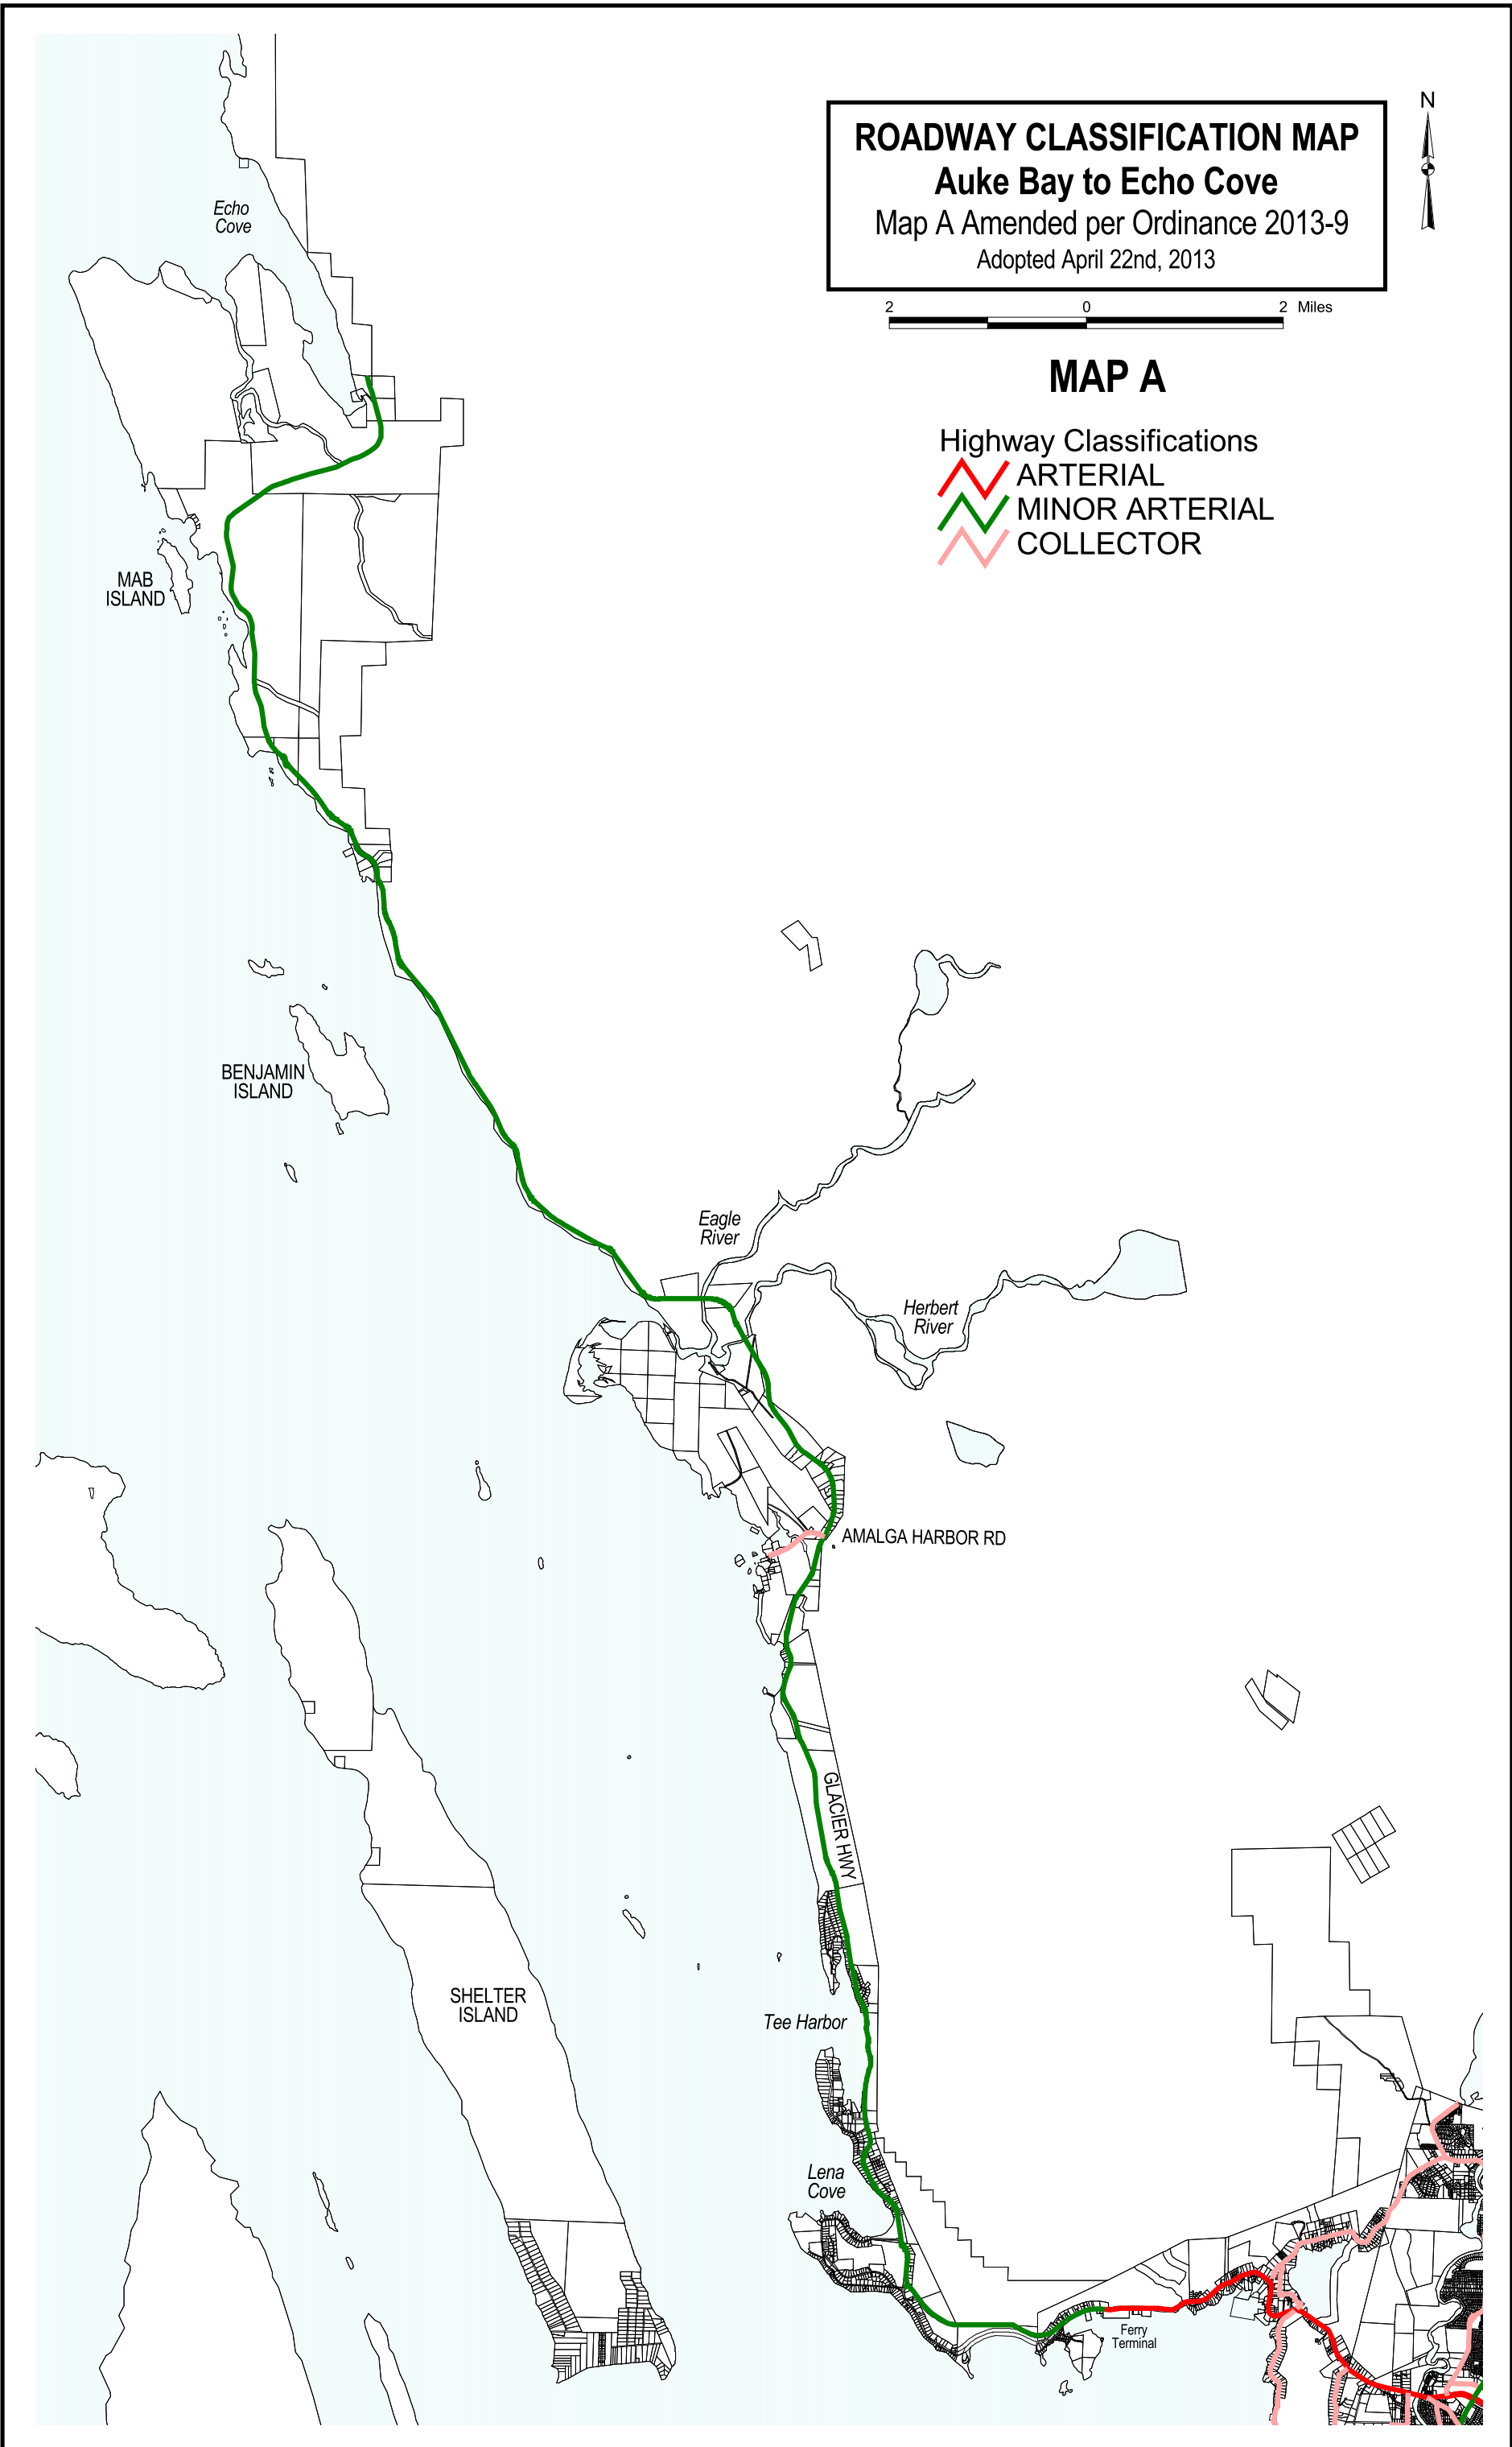 ROADWAY CLASSIFICATION MAP
Auke Bay to Echo Cove
Map A Amended per Ordinance 2013-9
Adopted April 22nd, 2013
N
2 0 2 Miles
MAP A
Highway Classifications
ARTERIAL
MINOR ARTERIAL
COLLECTOR
Echo
Cove
MAB
ISLAND
BENJAMIN
ISLAND
Eagle
River
Herbert
River
AMALGA HARBOR RD
GLACIER HWY
SHELTER
ISLAND
Tee Harbor
Lena
Cove
Ferry
Terminal